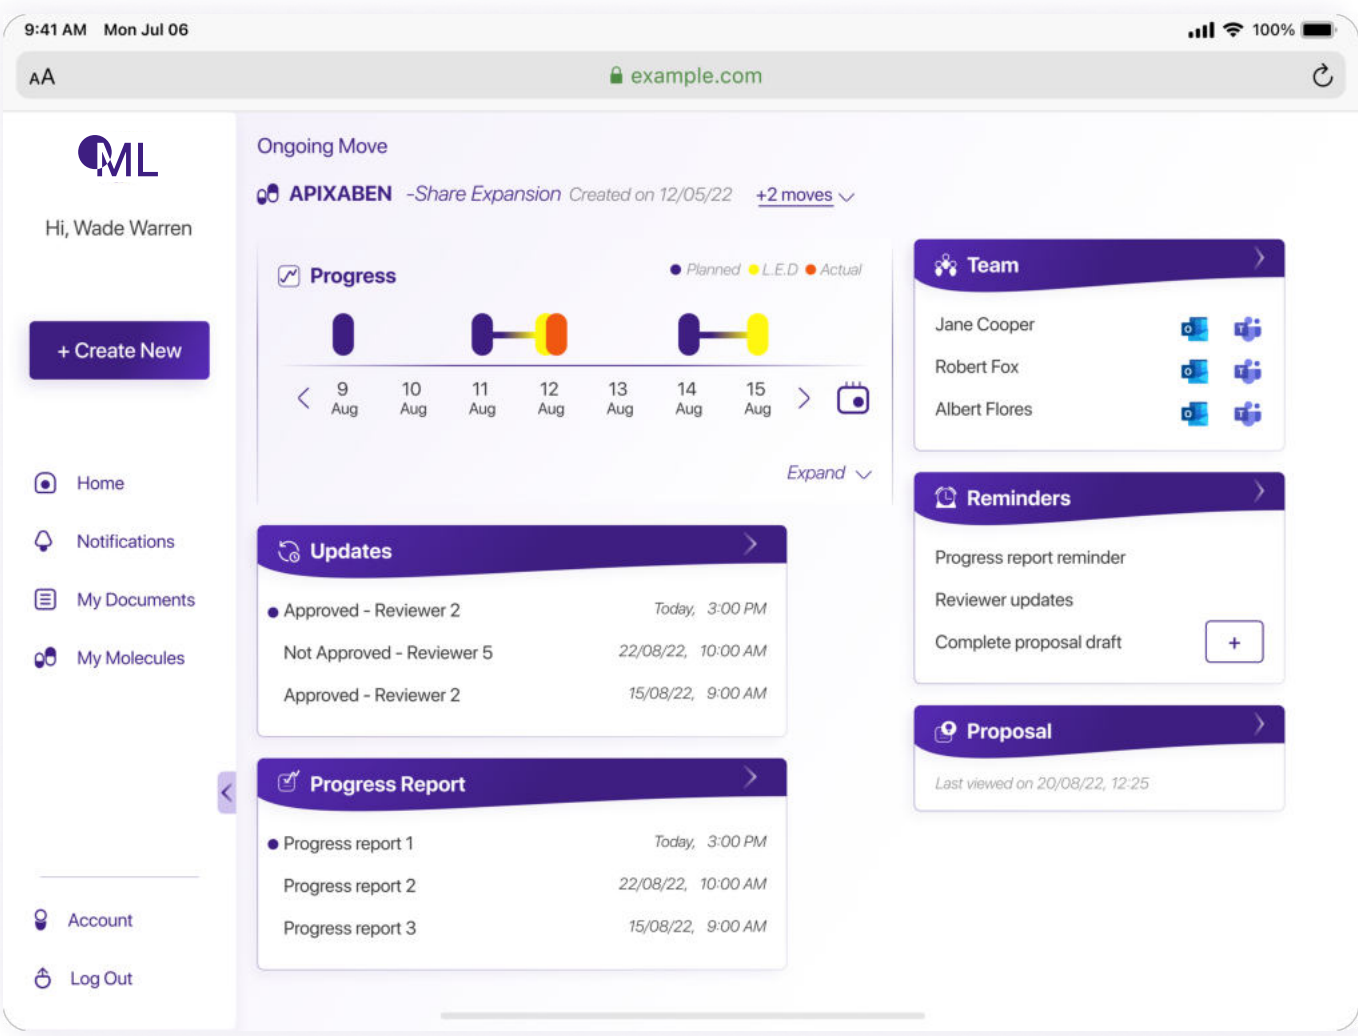 9:41 AM Mon Jul 06
100%
AA
example.com
ML
Hi, Wade Warren
+ Create New
Home
Notifications
My Documents
My Molecules
Account
Log Out
Ongoing Move
APIXABEN -Share Expansion Created on 12/05/22 +2 moves
Progress
Planned L.E.D Actual
9 10 11 12 13 14 15
Aug Aug Aug Aug Aug Aug Aug
Expand
Updates
Approved - Reviewer 2 Today, 3:00 PM
Not Approved - Reviewer 5 22/08/22, 10:00 AM
Approved - Reviewer 2 15/08/22, 9:00 AM
Progress Report
Progress report 1 Today, 3:00 PM
Progress report 2 22/08/22, 10:00 AM
Progress report 3 15/08/22, 9:00 AM
Team
Jane Cooper
Robert Fox
Albert Flores
Reminders
Progress report reminder
Reviewer updates
Complete proposal draft +
Proposal
Last viewed on 20/08/22, 12:25